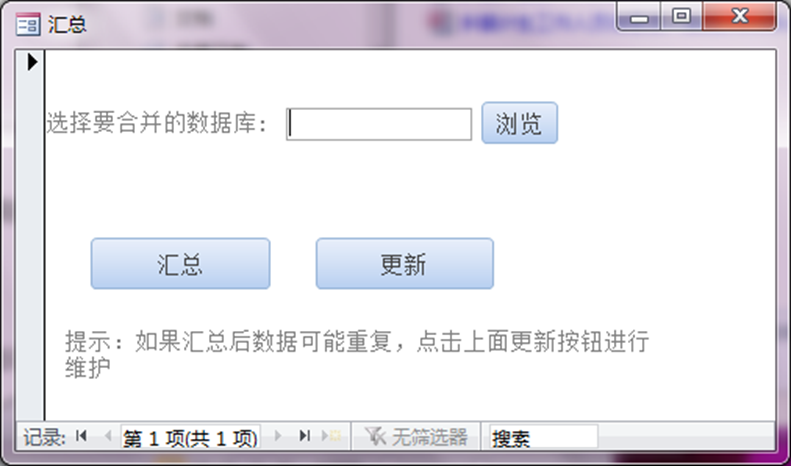 汇总
选择要合并的数据库：
浏览
汇总
更新
提示：如果汇总后数据可能重复，点击上面更新按钮进行
维护
记录: 第 1 项(共 1 项) 无筛选器 搜索